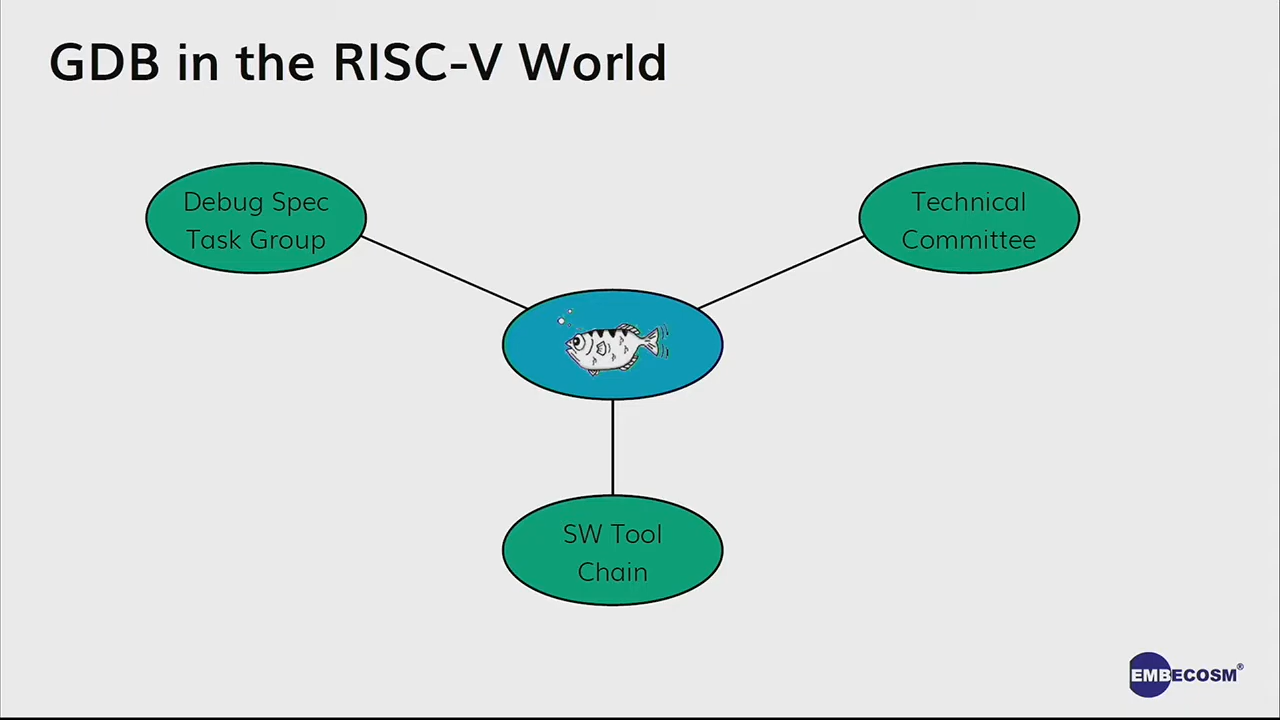 GDB in the RISC-V World
Debug Spec
Task Group
Technical
Committee
SW Tool
Chain
EMBECOSM®